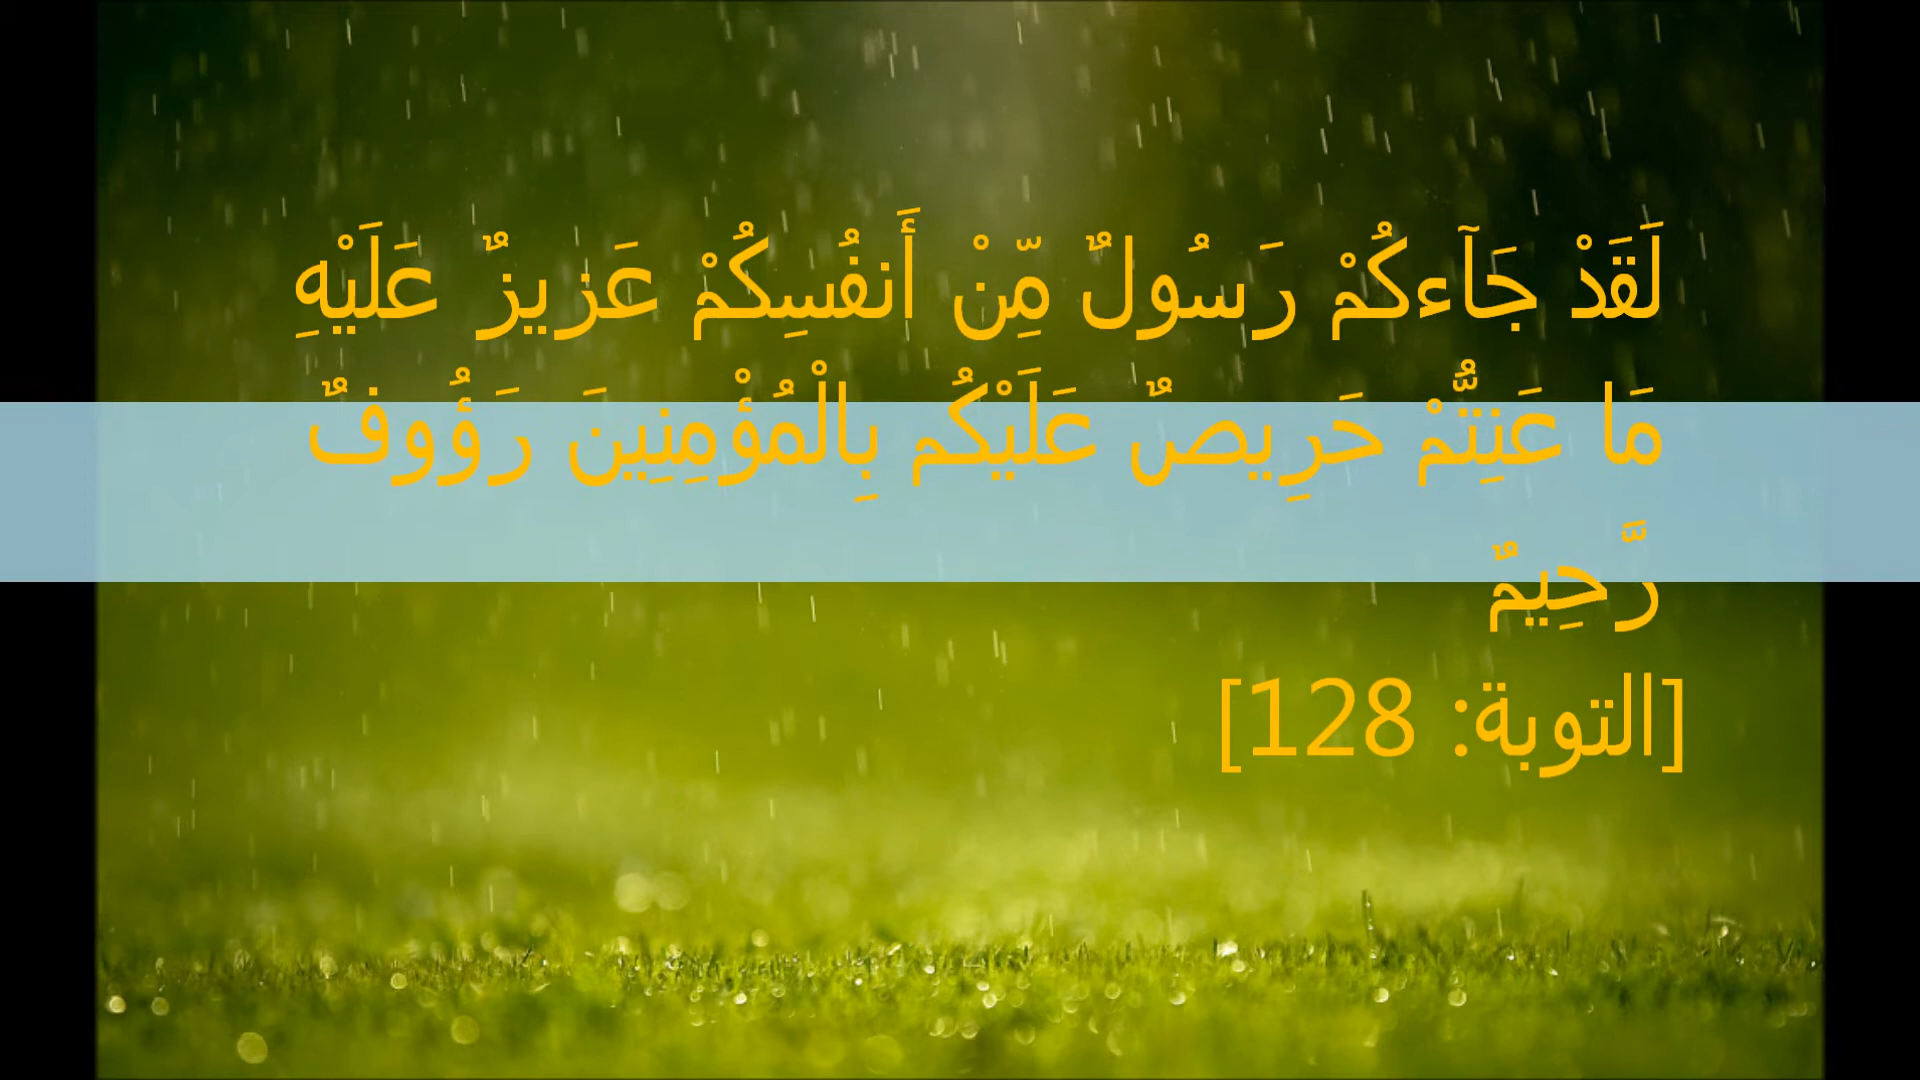 لَقَدْ جَآءكُمْ رَسُولٌ مِّنْ أَنفُسِكُمْ عَزِيزٌ عَلَيْهِ
مَا عَنِتُّمْ حَرِيصٌ عَلَيْكُم بِالْمُؤْمِنِينَ رَؤُوفٌ
رَّحِيمٌ
[التوبة: 128]